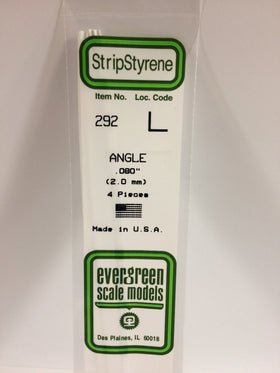 StripStyrene
Item No. Loc. Code
292
ANGLE
.080"
(2.0 mm)
4 Pieces
Made in U.S.A.
evergreen
scale models
Des Plaines, IL 60018